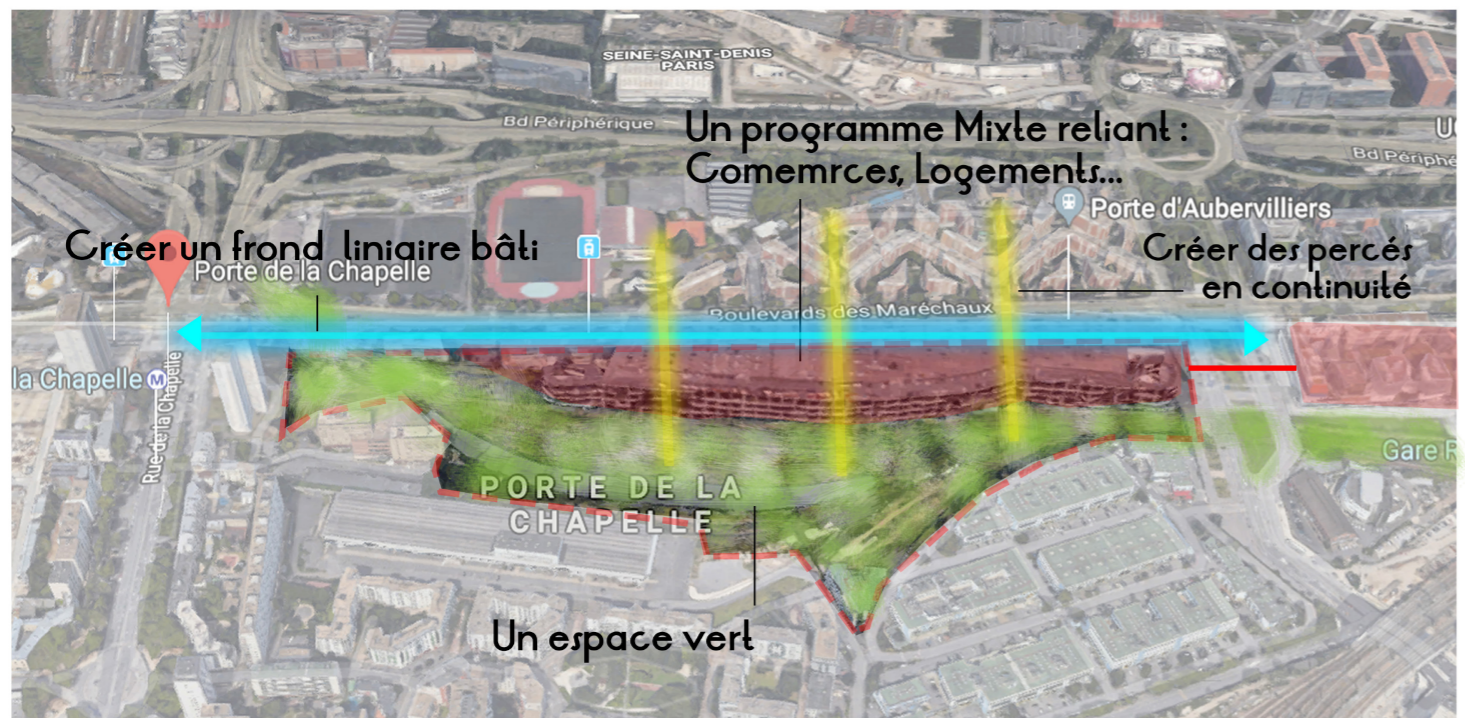 SEINE-SAINT-DENIS
PARIS
Bd Périphérique
Un programme Mixte reliant :
Comemrces, Logements...
Bd Périphé
Porte d'Aubervilliers
Créer un frond liniaire bâti
Porte de la Chapelle
Créer des percés
en continuité
Boulevards des Maréchaux
la Chapelle M
Rue de la Chapelle
Gare R
PORTE DE LA
CHAPELLE
Un espace vert